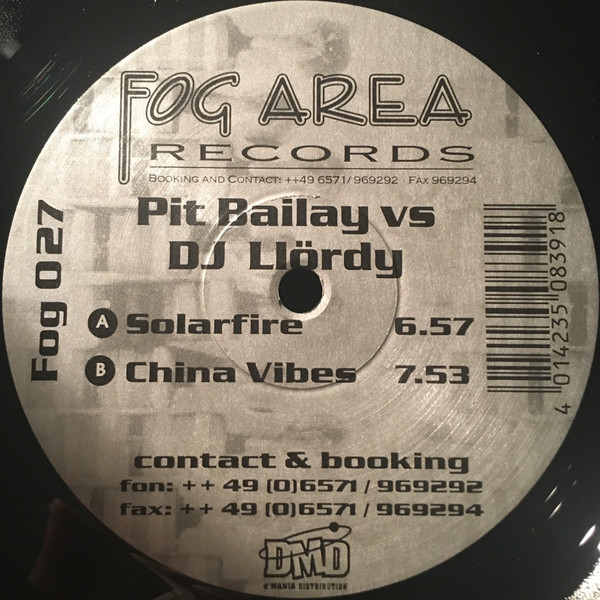 FOG AREA
RECORDS
BOOKING AND CONTACT: ++49 6571/969292 · FAX 969294
Pit Bailay vs
DJ Llördy
Fog 027
A Solarfire 6.57
B China Vibes 7.53
4 014235 083918
contact & booking
fon: ++ 49 (0)6571 / 969292
fax: ++ 49 (0)6571 / 969294
DMD
d'MANIA DISTRIBUTION